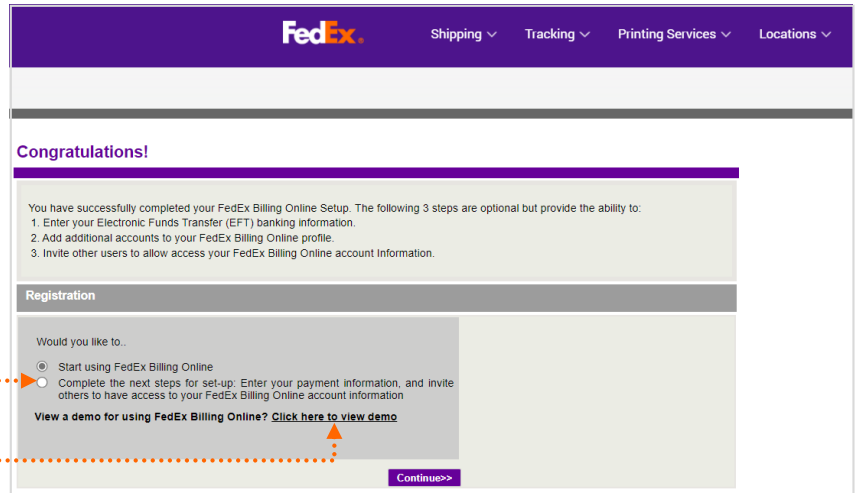 FedEx®
Shipping
Tracking
Printing Services
Locations
Congratulations!
You have successfully completed your FedEx Billing Online Setup. The following 3 steps are optional but provide the ability to:
1. Enter your Electronic Funds Transfer (EFT) banking information.
2. Add additional accounts to your FedEx Billing Online profile.
3. Invite other users to allow access your FedEx Billing Online account Information.
Registration
Would you like to..
Start using FedEx Billing Online
Complete the next steps for set-up: Enter your payment information, and invite
others to have access to your FedEx Billing Online account information
View a demo for using FedEx Billing Online? Click here to view demo
Continue>>